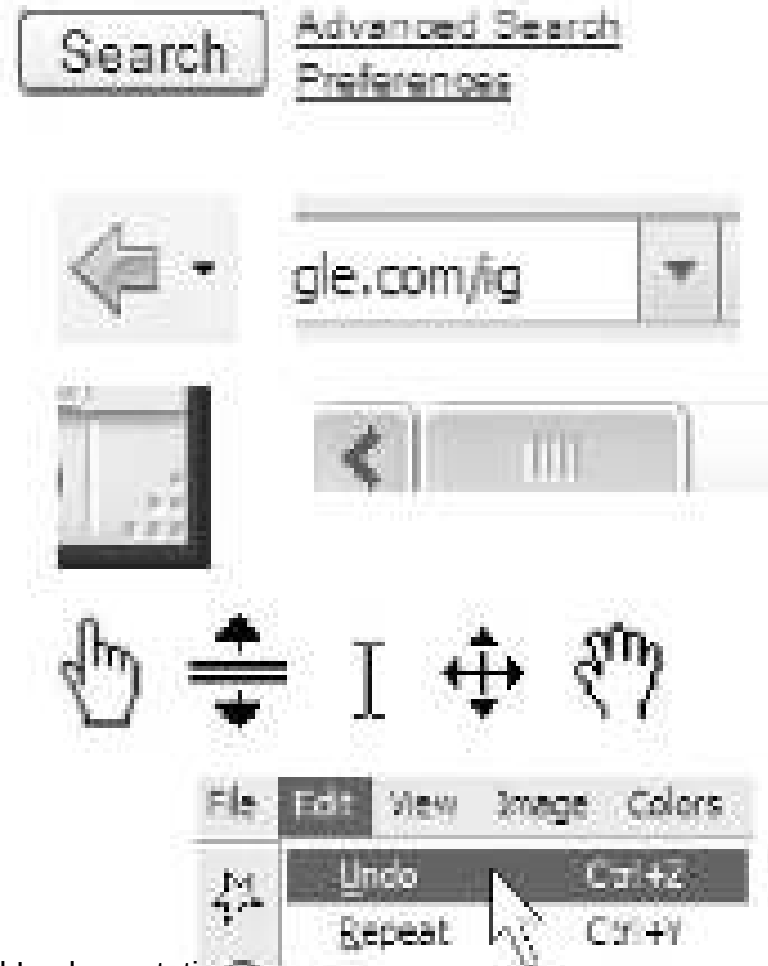 Search Advanced Search
Preferences
gle.com/ig
File Edit View Image Colors
Undo Ctrl+Z
Repeat Ctrl+Y